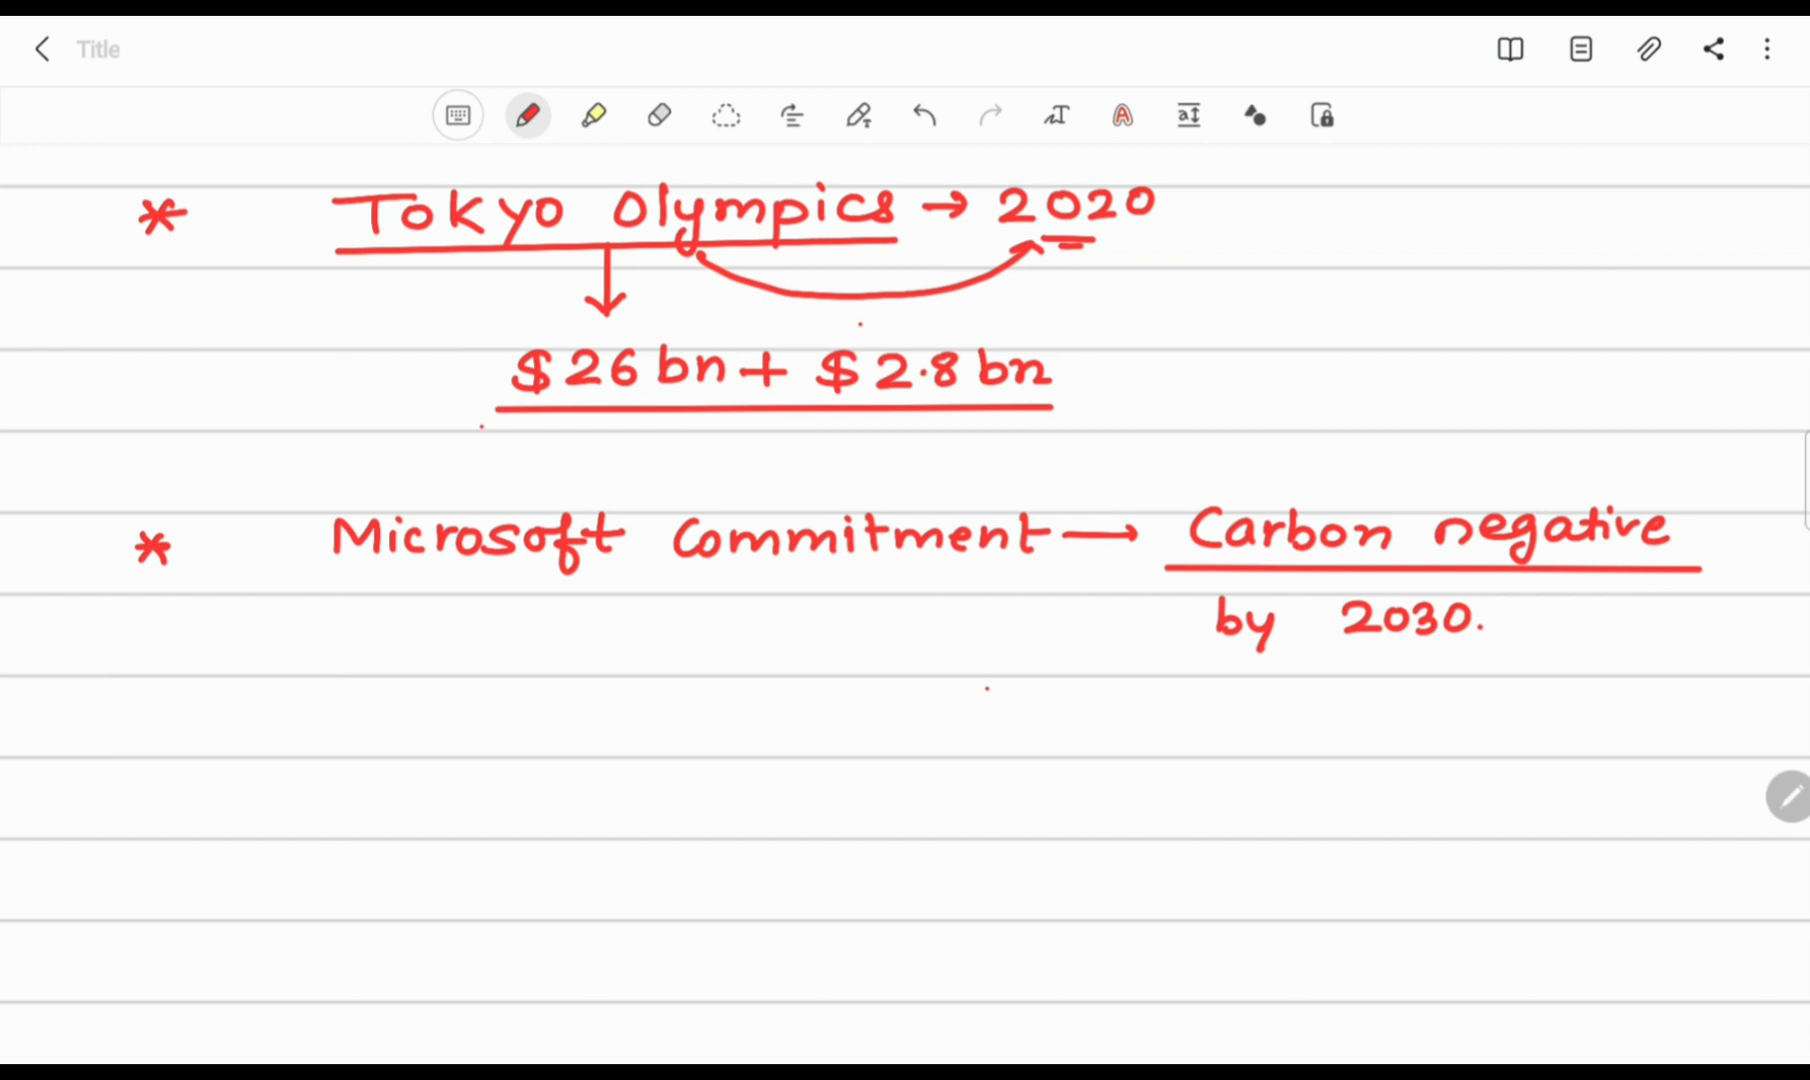 Title
* Tokyo Olympics → 2020
$26 bn + $2.8 bn
* Microsoft Commitment → Carbon negative
by 2030.